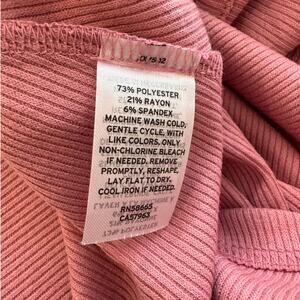 73% POLYESTER
21% RAYON
6% SPANDEX
MACHINE WASH COLD,
GENTLE CYCLE, WITH
LIKE COLORS, ONLY
NON-CHLORINE BLEACH
IF NEEDED. REMOVE
PROMPTLY, RESHAPE,
LAY FLAT TO DRY,
COOL IRON IF NEEDED.
RN58665
CA57963